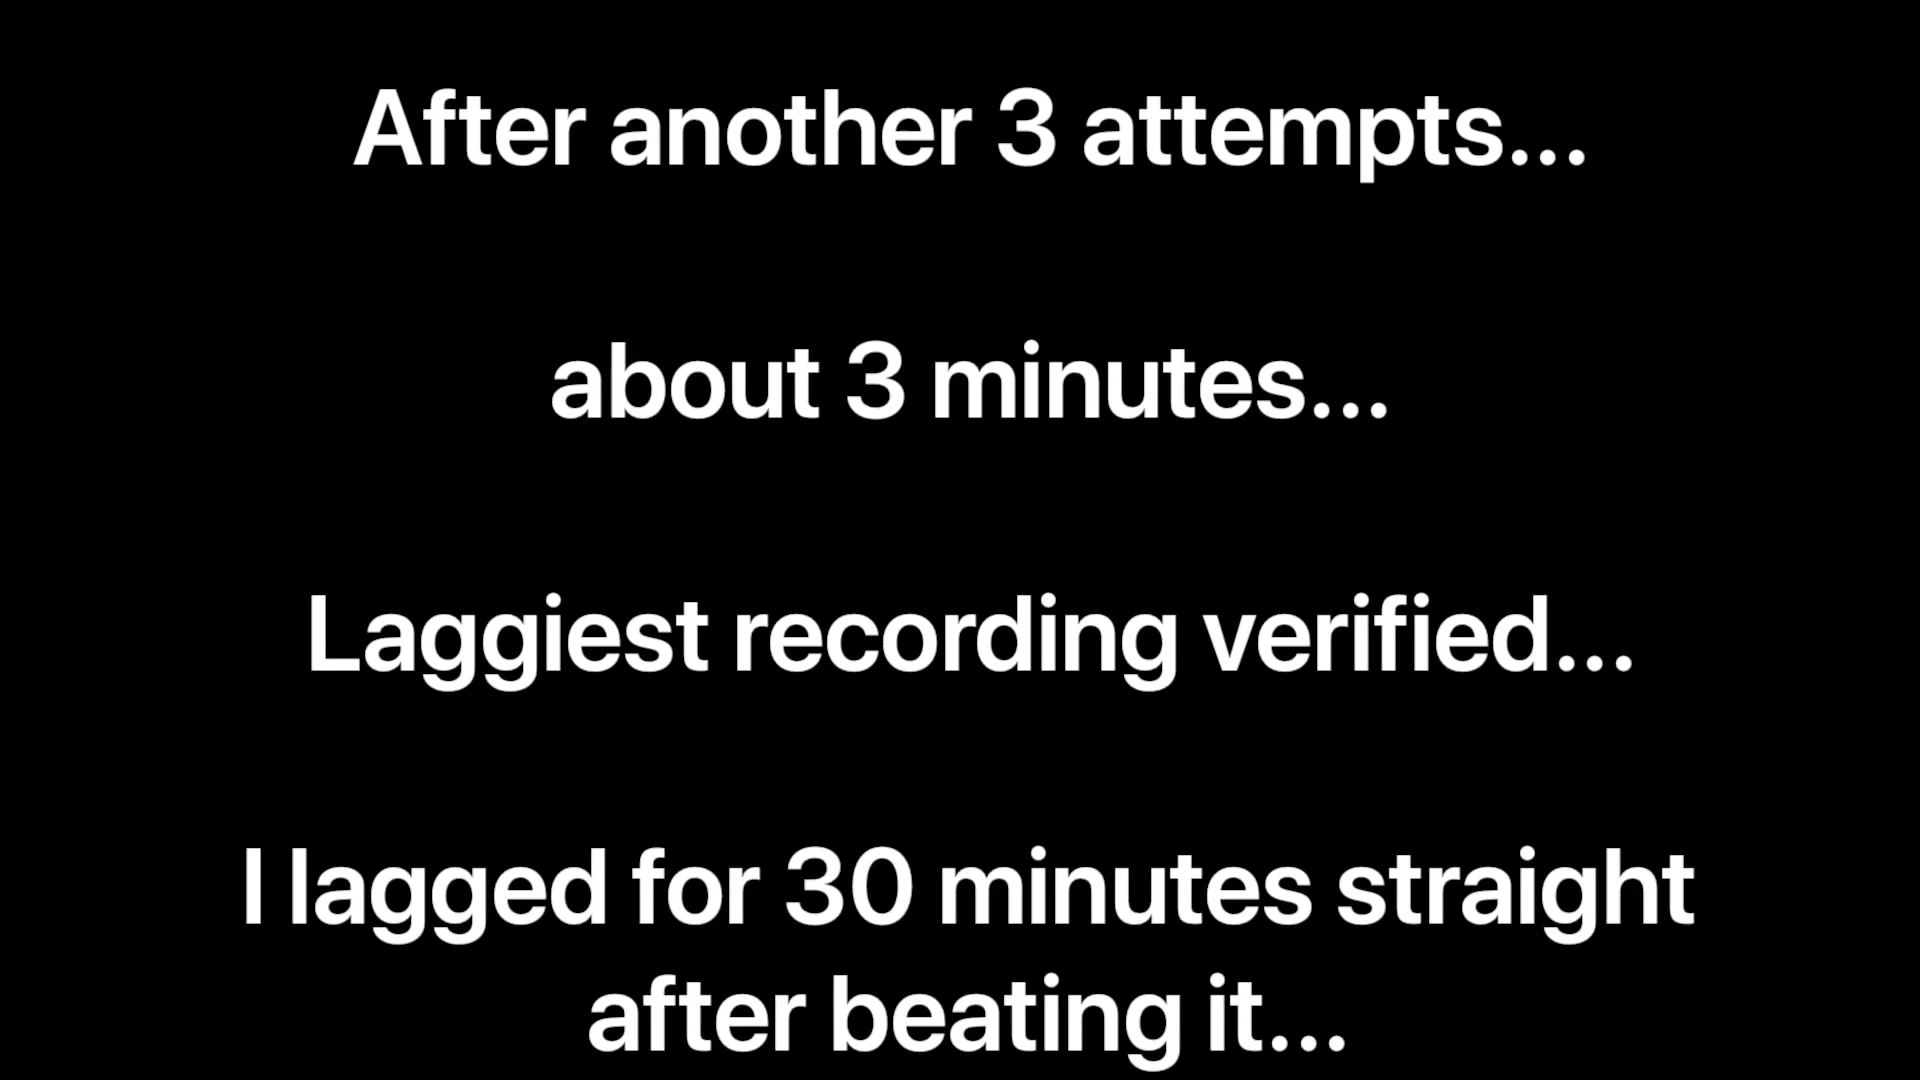 After another 3 attempts...
about 3 minutes...
Laggiest recording verified...
I lagged for 30 minutes straight
after beating it...